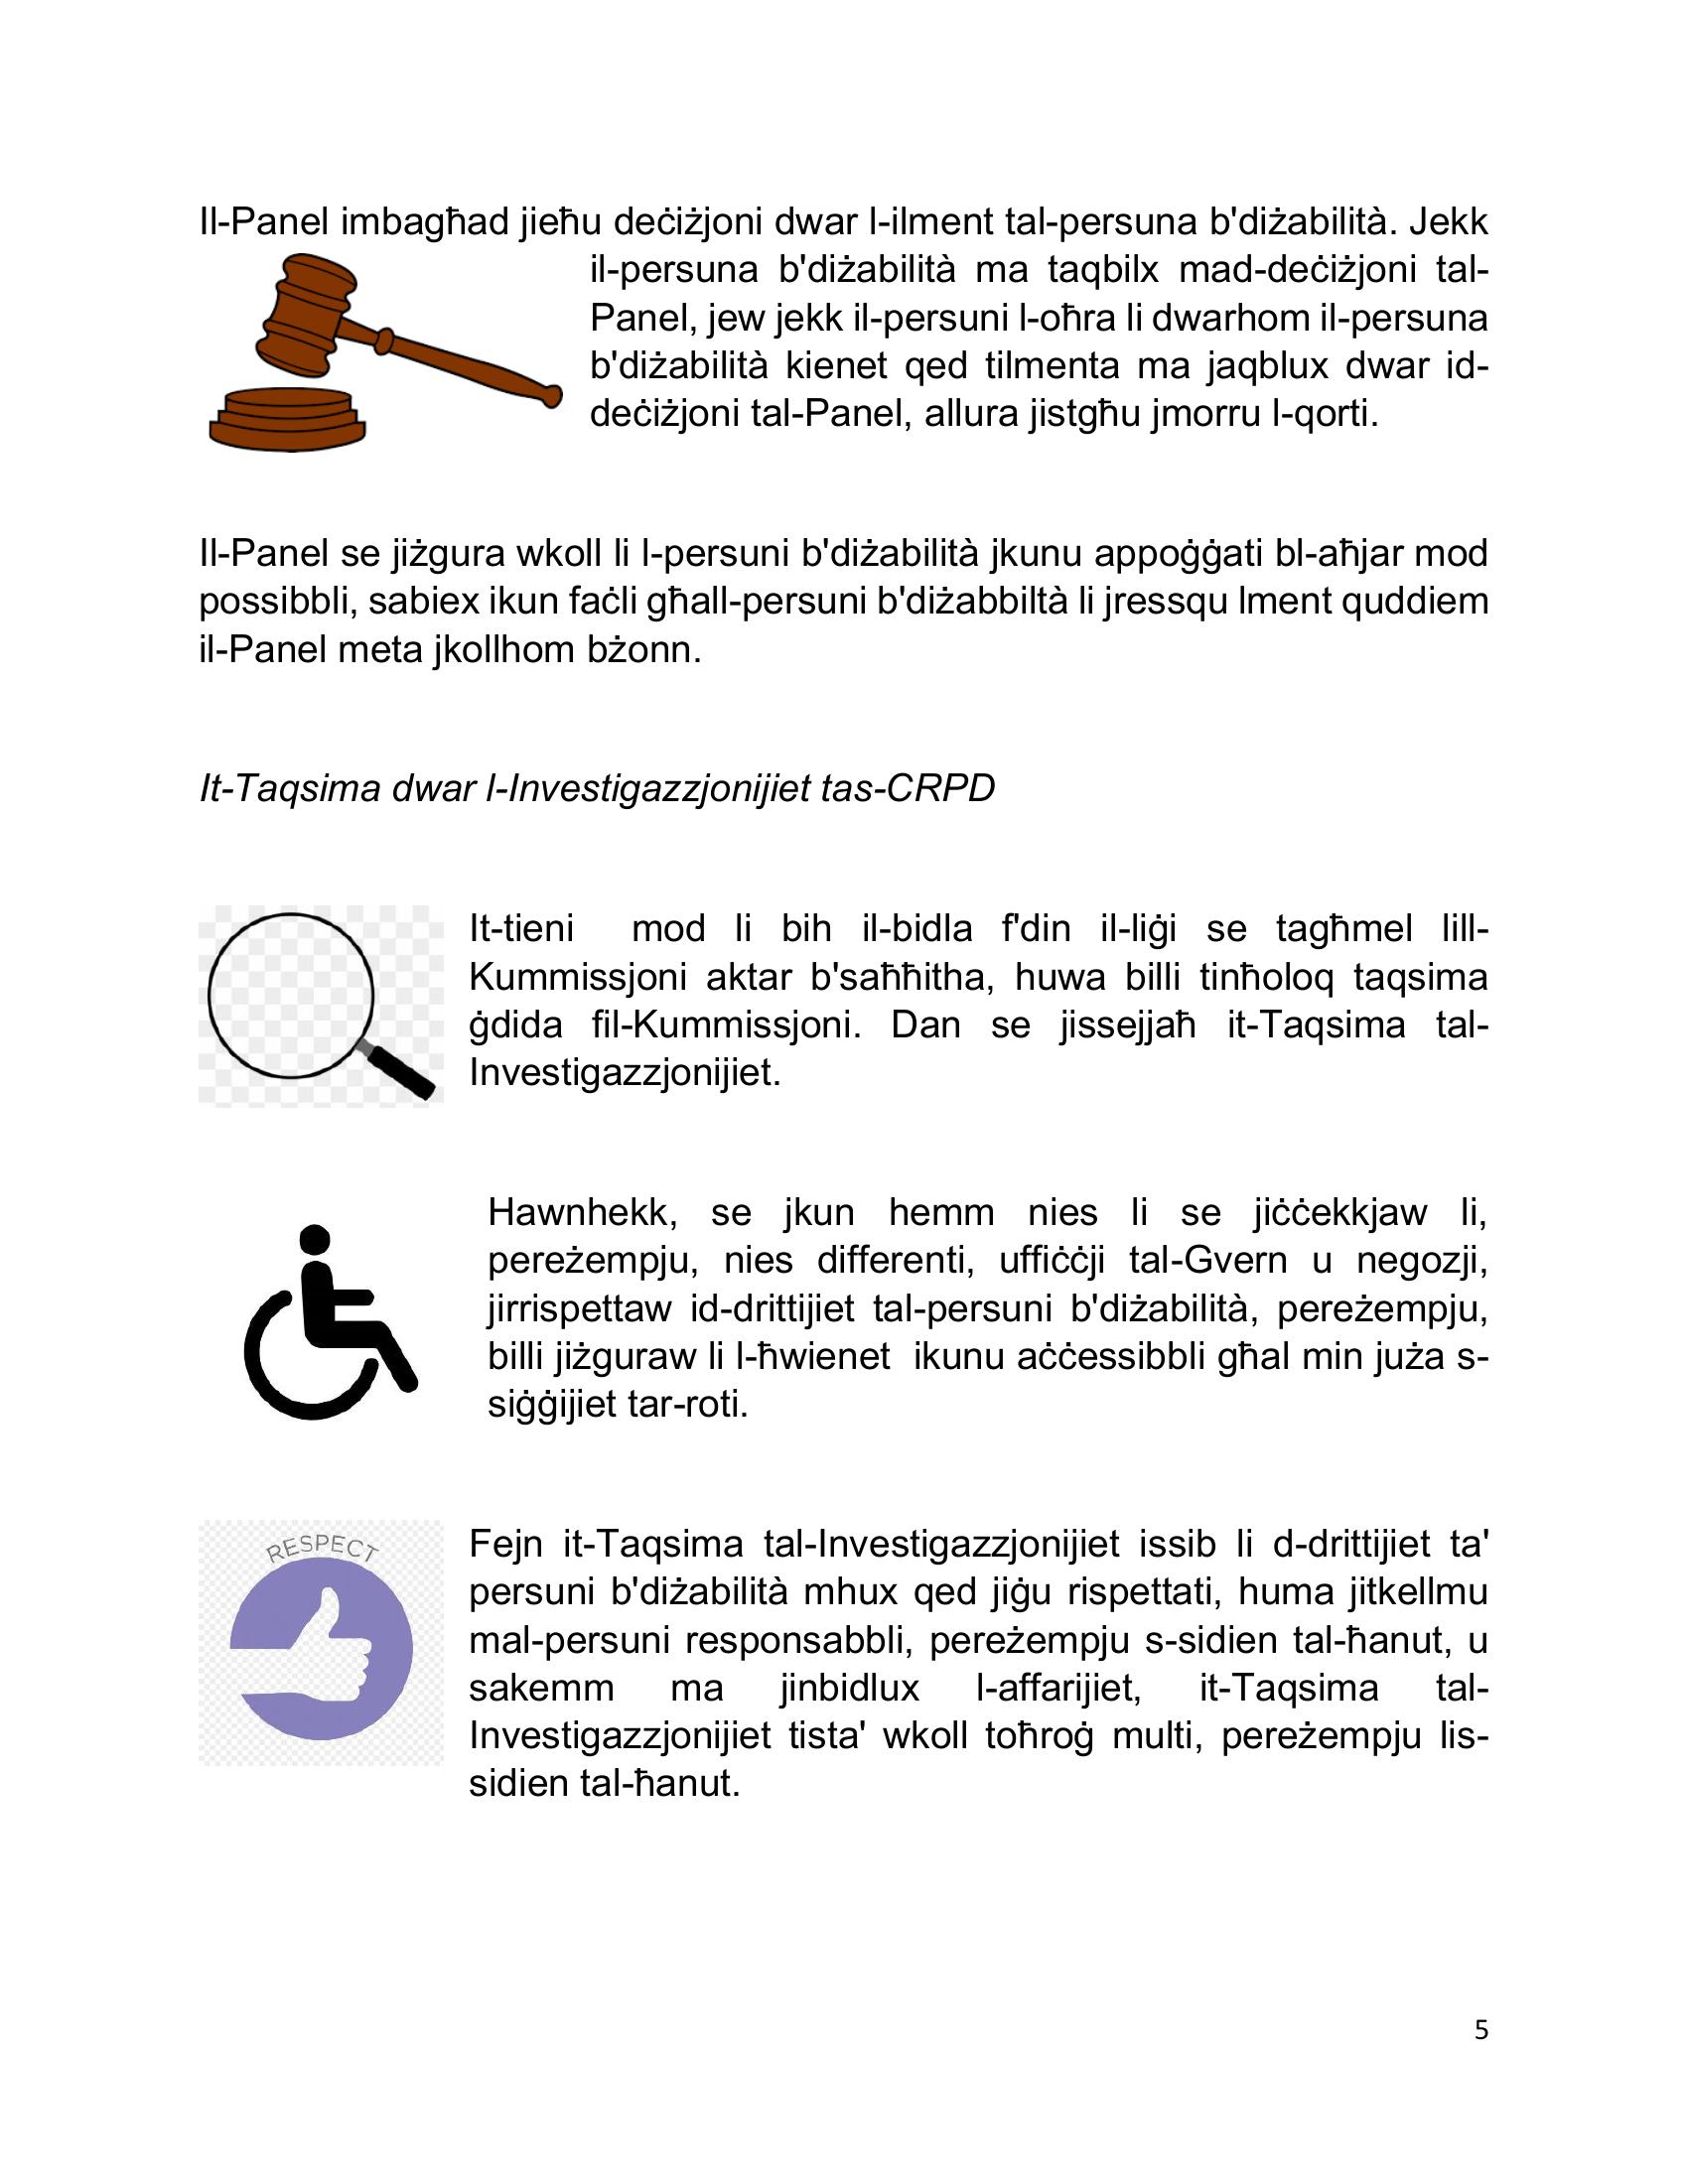 Il-Panel imbagħad jieħu deċiżjoni dwar l-ilment tal-persuna b'diżabilità. Jekk
il-persuna b'diżabilità ma taqbilx mad-deċiżjoni tal-
Panel, jew jekk il-persuni l-oħra li dwarhom il-persuna
b'diżabilità kienet qed tilmenta ma jaqblux dwar id-
deċiżjoni tal-Panel, allura jistgħu jmorru l-qorti.
Il-Panel se jiżgura wkoll li l-persuni b'diżabilità jkunu appoġġati bl-aħjar mod
possibbli, sabiex ikun faċli għall-persuni b'diżabbiltà li jressqu lment quddiem
il-Panel meta jkollhom bżonn.
It-Taqsima dwar l-Investigazzjonijiet tas-CRPD
It-tieni mod li bih il-bidla f'din il-liġi se tagħmel lill-
Kummissjoni aktar b'saħħitha, huwa billi tinħoloq taqsima
ġdida fil-Kummissjoni. Dan se jissejjaħ it-Taqsima tal-
Investigazzjonijiet.
Hawnhekk, se jkun hemm nies li se jiċċekkjaw li,
pereżempju, nies differenti, uffiċċji tal-Gvern u negozji,
jirrispettaw id-drittijiet tal-persuni b'diżabilità, pereżempju,
billi jiżguraw li l-ħwienet ikunu aċċessibbli għal min juża s-
siġġijiet tar-roti.
RESPECT
Fejn it-Taqsima tal-Investigazzjonijiet issib li d-drittijiet ta'
persuni b'diżabilità mhux qed jiġu rispettati, huma jitkellmu
mal-persuni responsabbli, pereżempju s-sidien tal-ħanut, u
sakemm ma jinbidlux l-affarijiet, it-Taqsima tal-
Investigazzjonijiet tista' wkoll toħroġ multi, pereżempju lis-
sidien tal-ħanut.
5